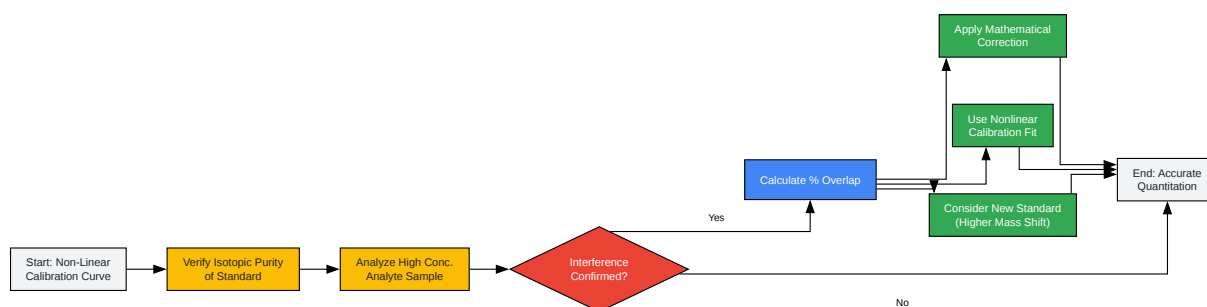 Start: Non-Linear
Calibration Curve
Verify Isotopic Purity
of Standard
Analyze High Conc.
Analyte Sample
Interference
Confirmed?
Yes
No
Calculate % Overlap
Apply Mathematical
Correction
Use Nonlinear
Calibration Fit
Consider New Standard
(Higher Mass Shift)
End: Accurate
Quantitation